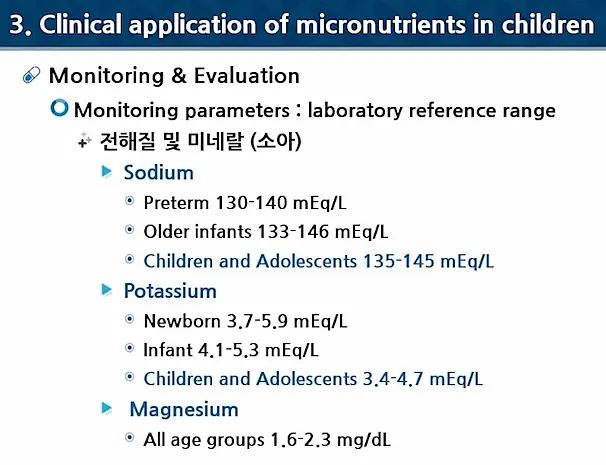 3. Clinical application of micronutrients in children
Monitoring & Evaluation
Monitoring parameters : laboratory reference range
전해질 및 미네랄 (소아)
Sodium
Preterm 130-140 mEq/L
Older infants 133-146 mEq/L
Children and Adolescents 135-145 mEq/L
Potassium
Newborn 3.7-5.9 mEq/L
Infant 4.1-5.3 mEq/L
Children and Adolescents 3.4-4.7 mEq/L
Magnesium
All age groups 1.6-2.3 mg/dL